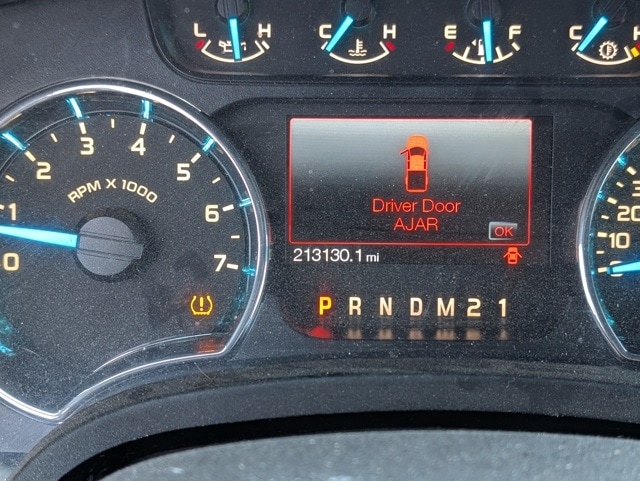 L H C H E F C H
3 4
2 5
RPM X 1000
1 6
0 7
Driver Door
AJAR
OK
213130.1 mi
P R N D M 2 1
20
10
0